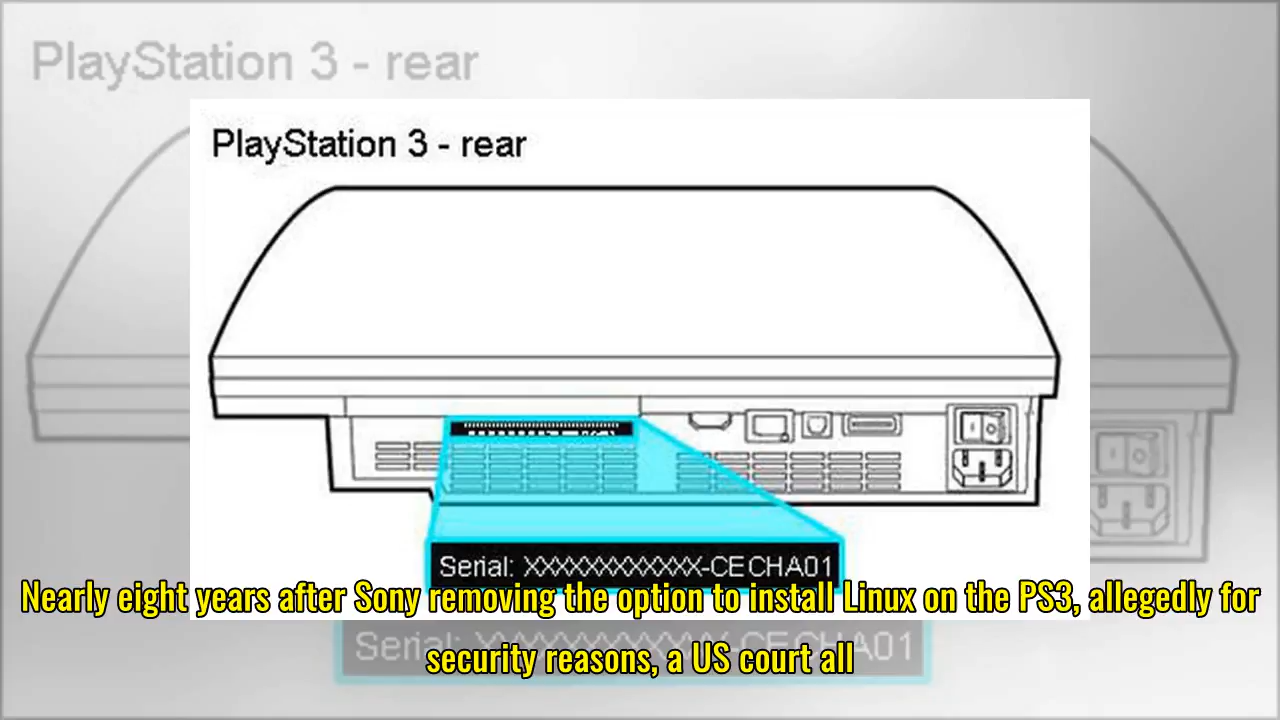 PlayStation 3 - rear
PlayStation 3 - rear
Serial: XXXXXXXXXXXX-CECHA01
Nearly eight years after Sony removing the option to install Linux on the PS3, allegedly for
security reasons, a US court all